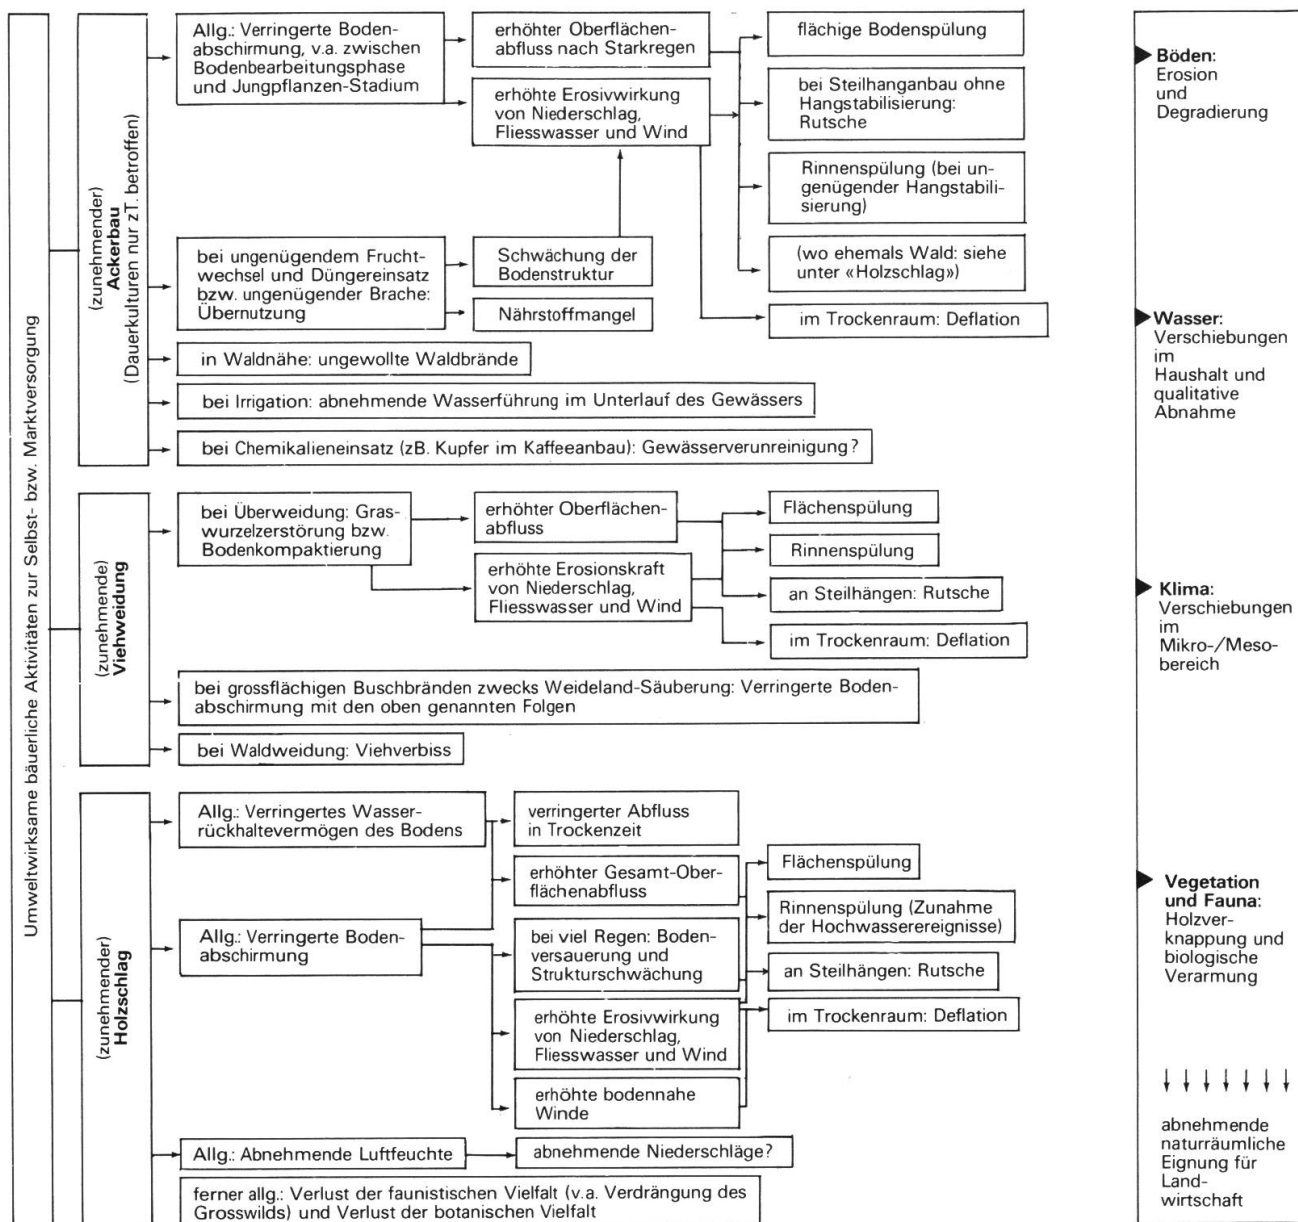 Umweltwirksame bäuerliche Aktivitäten zur Selbst- bzw. Marktversorgung
(zunehmender)
Ackerbau
(Dauerkulturen nur zT. betroffen)
Allg.: Verringerte Boden-
abschirmung, v.a. zwischen
Bodenbearbeitungsphase
und Jungpflanzen-Stadium
erhöhter Oberflächen-
abfluss nach Starkregen
erhöhte Erosivwirkung
von Niederschlag,
Fliesswasser und Wind
flächige Bodenspülung
bei Steilhanganbau ohne
Hangstabilisierung:
Rutsche
Rinnenspülung (bei un-
genügender Hangstabili-
sierung)
(wo ehemals Wald: siehe
unter «Holzschlag»)
im Trockenraum: Deflation
bei ungenügendem Frucht-
wechsel und Düngereinsatz
bzw. ungenügender Brache:
Übernutzung
Schwächung der
Bodenstruktur
Nährstoffmangel
in Waldnähe: ungewollte Waldbrände
bei Irrigation: abnehmende Wasserführung im Unterlauf des Gewässers
bei Chemikalieneinsatz (zB. Kupfer im Kaffeeanbau): Gewässerverunreinigung?
(zunehmende)
Viehweidung
bei Überweidung: Gras-
wurzelzerstörung bzw.
Bodenkompaktierung
erhöhter Oberflächen-
abfluss
erhöhte Erosionskraft
von Niederschlag,
Fliesswasser und Wind
Flächenspülung
Rinnenspülung
an Steilhängen: Rutsche
im Trockenraum: Deflation
bei grossflächigen Buschbränden zwecks Weideland-Säuberung: Verringerte Boden-
abschirmung mit den oben genannten Folgen
bei Waldweidung: Viehverbiss
(zunehmender)
Holzschlag
Allg.: Verringertes Wasser-
rückhaltevermögen des Bodens
Allg.: Verringerte Boden-
abschirmung
verringerter Abfluss
in Trockenzeit
erhöhter Gesamt-Ober-
flächenabfluss
bei viel Regen: Boden-
versauerung und
Strukturschwächung
erhöhte Erosivwirkung
von Niederschlag,
Fliesswasser und Wind
erhöhte bodennahe
Winde
Flächenspülung
Rinnenspülung (Zunahme
der Hochwasserereignisse)
an Steilhängen: Rutsche
im Trockenraum: Deflation
Allg.: Abnehmende Luftfeuchte
abnehmende Niederschläge?
ferner allg.: Verlust der faunistischen Vielfalt (v.a. Verdrängung des
Grosswilds) und Verlust der botanischen Vielfalt
Böden:
Erosion
und
Degradierung
Wasser:
Verschiebungen
im
Haushalt und
qualitative
Abnahme
Klima:
Verschiebungen
im
Mikro-/Meso-
bereich
Vegetation
und Fauna:
Holzver-
knappung und
biologische
Verarmung
abnehmende
naturräumliche
Eignung für
Land-
wirtschaft